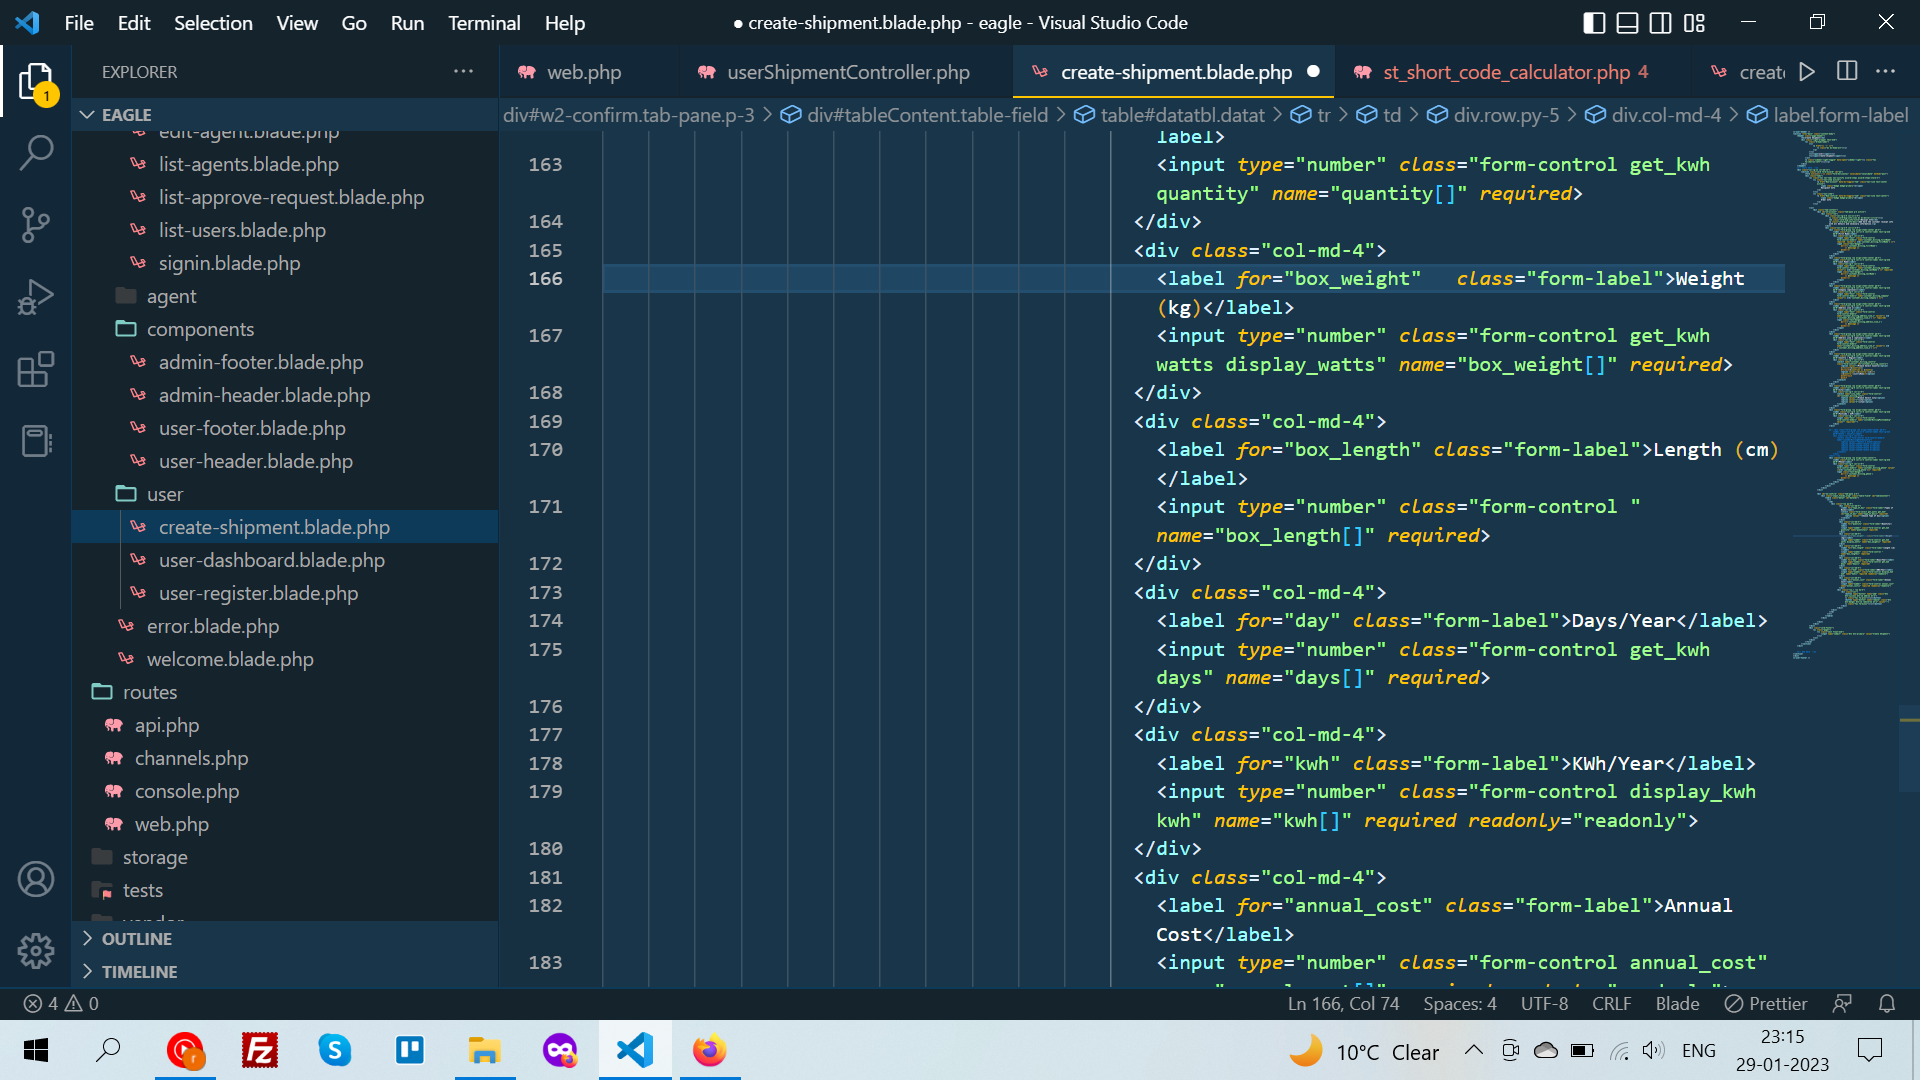 File Edit Selection View Go Run Terminal Help
● create-shipment.blade.php - eagle - Visual Studio Code
EXPLORER
web.php
userShipmentController.php
create-shipment.blade.php
st_short_code_calculator.php 4
create
div#w2-confirm.tab-pane.p-3 > div#tableContent.table-field > table#datatbl.datat > tr > td > div.row.py-5 > div.col-md-4 > label.form-label
1
EAGLE
edit-agent.blade.php
list-agents.blade.php
list-approve-request.blade.php
list-users.blade.php
signin.blade.php
agent
components
admin-footer.blade.php
admin-header.blade.php
user-footer.blade.php
user-header.blade.php
user
create-shipment.blade.php
user-dashboard.blade.php
user-register.blade.php
error.blade.php
welcome.blade.php
routes
api.php
channels.php
console.php
web.php
storage
tests
vendor
OUTLINE
TIMELINE
label>
163 <input type="number" class="form-control get_kwh
quantity" name="quantity[]" required>
164 </div>
165 <div class="col-md-4">
166 <label for="box_weight"   class="form-label">Weight
(kg)</label>
167 <input type="number" class="form-control get_kwh
watts display_watts" name="box_weight[]" required>
168 </div>
169 <div class="col-md-4">
170 <label for="box_length" class="form-label">Length (cm)
</label>
171 <input type="number" class="form-control "
name="box_length[]" required>
172 </div>
173 <div class="col-md-4">
174 <label for="day" class="form-label">Days/Year</label>
175 <input type="number" class="form-control get_kwh
days" name="days[]" required>
176 </div>
177 <div class="col-md-4">
178 <label for="kwh" class="form-label">KWh/Year</label>
179 <input type="number" class="form-control display_kwh
kwh" name="kwh[]" required readonly="readonly">
180 </div>
181 <div class="col-md-4">
182 <label for="annual_cost" class="form-label">Annual
Cost</label>
183 <input type="number" class="form-control annual_cost"
4 0
Ln 166, Col 74 Spaces: 4 UTF-8 CRLF Blade Prettier
10°C Clear
ENG
23:15
29-01-2023